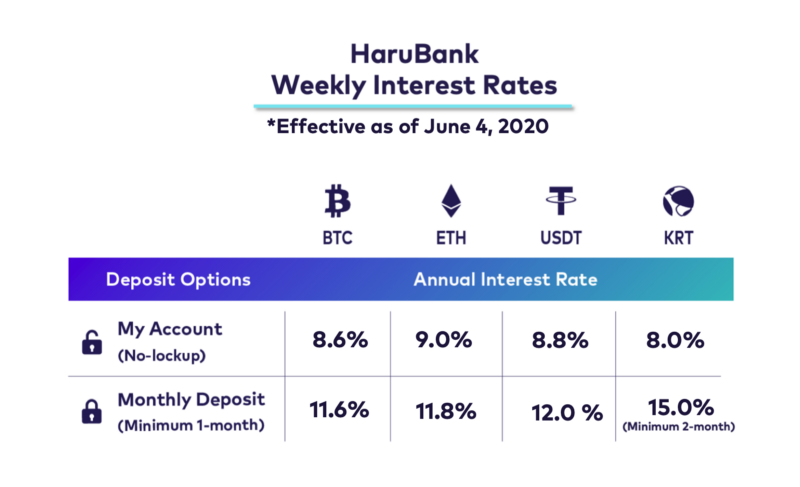 HaruBank
Weekly Interest Rates
*Effective as of June 4, 2020
BTC ETH USDT KRT
Deposit Options Annual Interest Rate
My Account
(No-lockup)
8.6% 9.0% 8.8% 8.0%
Monthly Deposit
(Minimum 1-month)
11.6% 11.8% 12.0 % 15.0%
(Minimum 2-month)